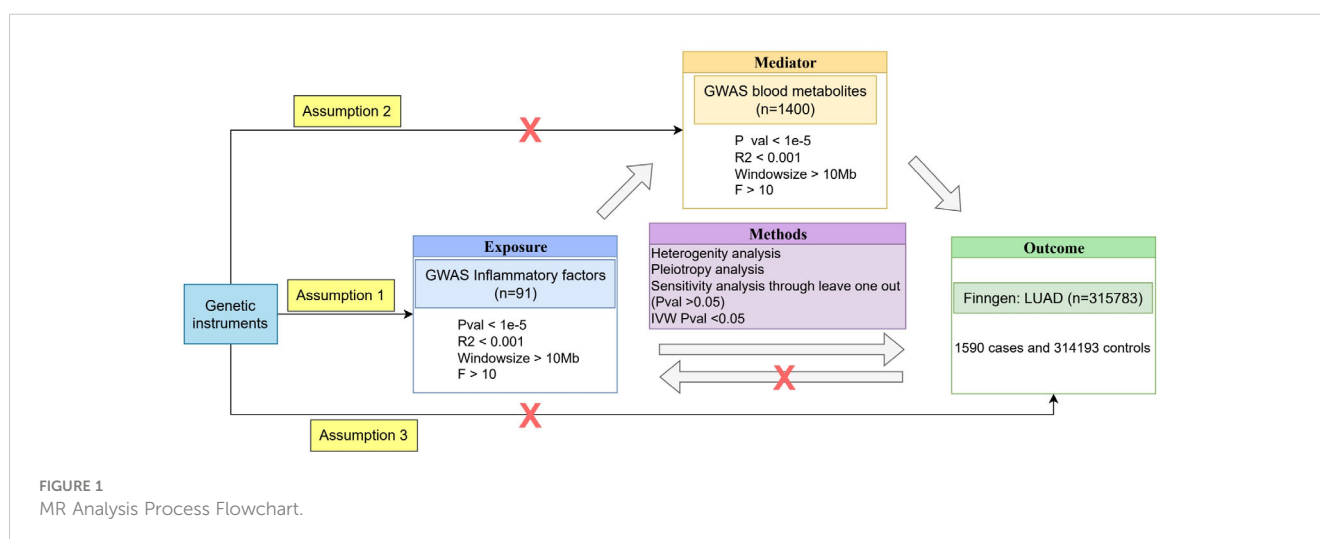 Mediator
GWAS blood metabolites
(n=1400)
P val < 1e-5
R2 < 0.001
Windowsize > 10Mb
F > 10
Assumption 2
X
Exposure
GWAS Inflammatory factors
(n=91)
Pval < 1e-5
R2 < 0.001
Windowsize > 10Mb
F > 10
Methods
Heterogenity analysis
Pleiotropy analysis
Sensitivity analysis through leave one out
(Pval >0.05)
IVW Pval <0.05
Outcome
Finngen: LUAD (n=315783)
1590 cases and 314193 controls
Genetic
instruments
Assumption 1
X
Assumption 3
X
FIGURE 1
MR Analysis Process Flowchart.